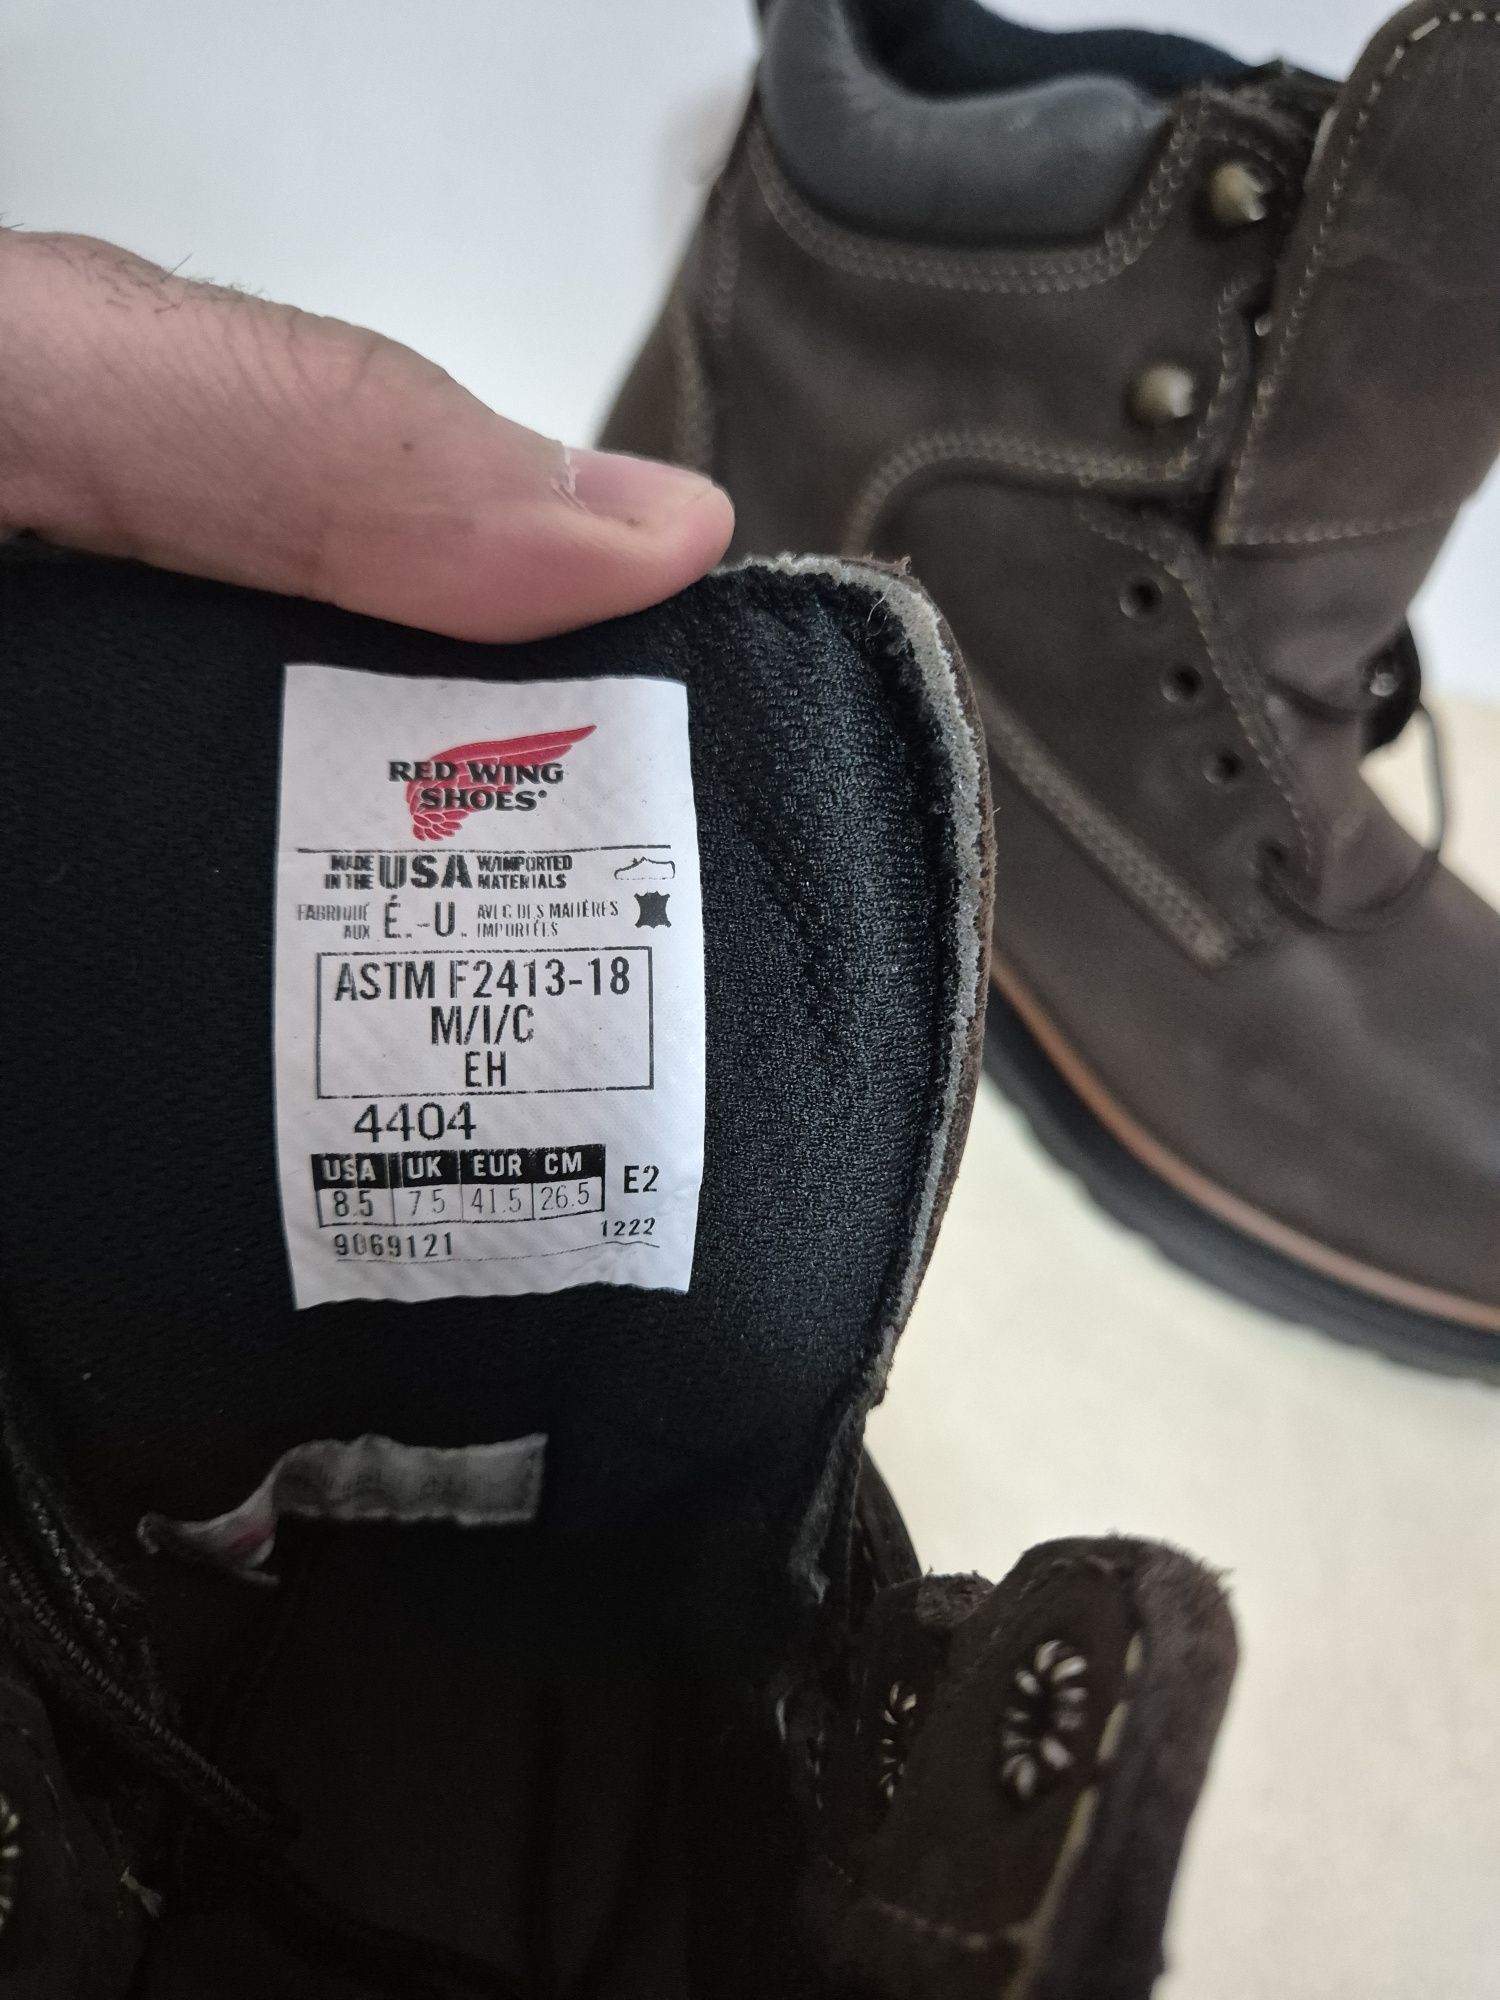 RED WING
SHOES
MADE IN THE USA W/IMPORTED MATERIALS
FABRIQUÉ AUX É.-U. AVEC DES MATIÈRES IMPORTÉES
ASTM F2413-18
M/I/C
EH
4404
USA UK EUR CM
8.5 7.5 41.5 26.5 E2
9069121 1222